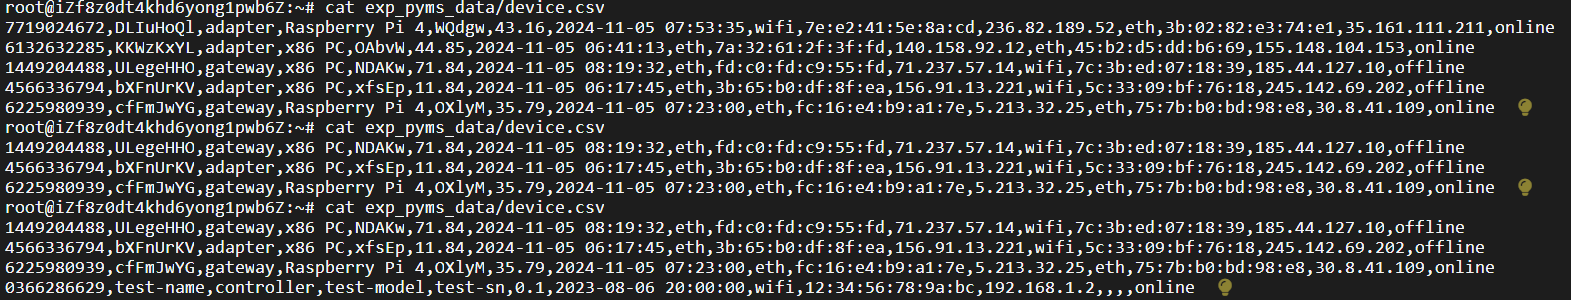 root@iZf8z0dt4khd6yong1pwb6Z:~# cat exp_pyms_data/device.csv
7719024672,DLIuHoQl,adapter,Raspberry Pi 4,WQdgw,43.16,2024-11-05 07:53:35,wifi,7e:e2:41:5e:8a:cd,236.82.189.52,eth,3b:02:82:e3:74:e1,35.161.111.211,online
6132632285,KKWzKxYL,adapter,x86 PC,OAbvW,44.85,2024-11-05 06:41:13,eth,7a:32:61:2f:3f:fd,140.158.92.12,eth,45:b2:d5:dd:b6:69,155.148.104.153,online
1449204488,ULegeHHO,gateway,x86 PC,NDAKw,71.84,2024-11-05 08:19:32,eth,fd:c0:fd:c9:55:fd,71.237.57.14,wifi,7c:3b:ed:07:18:39,185.44.127.10,offline
4566336794,bXFnUrKV,adapter,x86 PC,xfsEp,11.84,2024-11-05 06:17:45,eth,3b:65:b0:df:8f:ea,156.91.13.221,wifi,5c:33:09:bf:76:18,245.142.69.202,offline
6225980939,cfFmJwYG,gateway,Raspberry Pi 4,OXlyM,35.79,2024-11-05 07:23:00,eth,fc:16:e4:b9:a1:7e,5.213.32.25,eth,75:7b:b0:bd:98:e8,30.8.41.109,online
root@iZf8z0dt4khd6yong1pwb6Z:~# cat exp_pyms_data/device.csv
1449204488,ULegeHHO,gateway,x86 PC,NDAKw,71.84,2024-11-05 08:19:32,eth,fd:c0:fd:c9:55:fd,71.237.57.14,wifi,7c:3b:ed:07:18:39,185.44.127.10,offline
4566336794,bXFnUrKV,adapter,x86 PC,xfsEp,11.84,2024-11-05 06:17:45,eth,3b:65:b0:df:8f:ea,156.91.13.221,wifi,5c:33:09:bf:76:18,245.142.69.202,offline
6225980939,cfFmJwYG,gateway,Raspberry Pi 4,OXlyM,35.79,2024-11-05 07:23:00,eth,fc:16:e4:b9:a1:7e,5.213.32.25,eth,75:7b:b0:bd:98:e8,30.8.41.109,online
root@iZf8z0dt4khd6yong1pwb6Z:~# cat exp_pyms_data/device.csv
1449204488,ULegeHHO,gateway,x86 PC,NDAKw,71.84,2024-11-05 08:19:32,eth,fd:c0:fd:c9:55:fd,71.237.57.14,wifi,7c:3b:ed:07:18:39,185.44.127.10,offline
4566336794,bXFnUrKV,adapter,x86 PC,xfsEp,11.84,2024-11-05 06:17:45,eth,3b:65:b0:df:8f:ea,156.91.13.221,wifi,5c:33:09:bf:76:18,245.142.69.202,offline
6225980939,cfFmJwYG,gateway,Raspberry Pi 4,OXlyM,35.79,2024-11-05 07:23:00,eth,fc:16:e4:b9:a1:7e,5.213.32.25,eth,75:7b:b0:bd:98:e8,30.8.41.109,online
0366286629,test-name,controller,test-model,test-sn,0.1,2023-08-06 20:00:00,wifi,12:34:56:78:9a:bc,192.168.1.2,,,,online